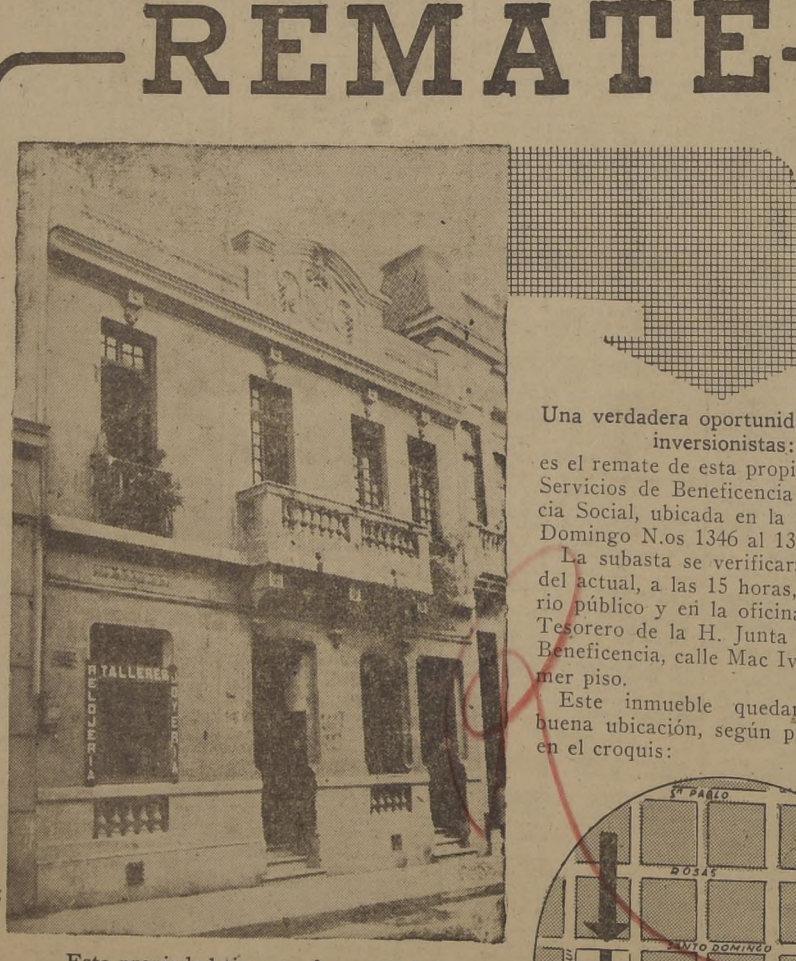 REMATE
TALLERES
RELOJERIA
JOYERIA
Una verdadera oportunid
inversionistas:
es el remate de esta propi
Servicios de Beneficencia
cia Social, ubicada en la
Domingo N.os 1346 al 13
La subasta se verificar
del actual, a las 15 horas,
rio público y en la oficina
Tesorero de la H. Junta
Beneficencia, calle Mac Iv
mer piso.
Este inmueble queda
buena ubicación, según p
en el croquis:
Sn PABLO
ROSAS
SANTO DOMINGO